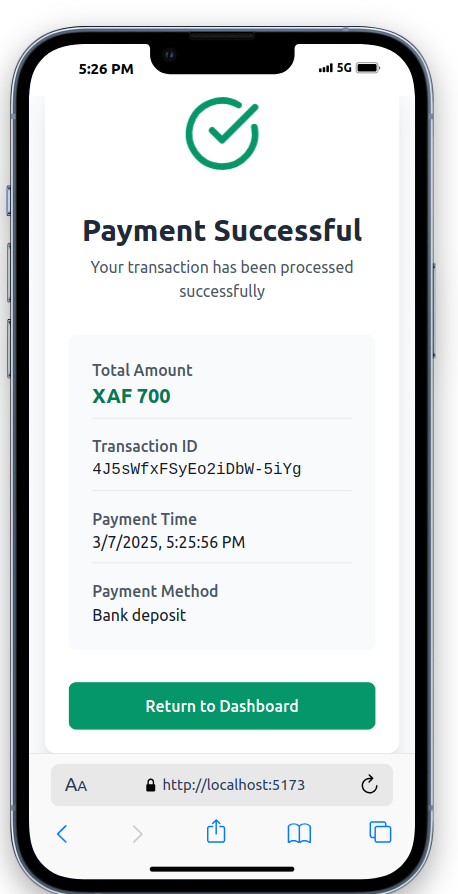 5:26 PM
5G
Payment Successful
Your transaction has been processed
successfully
Total Amount
XAF 700
Transaction ID
4J5sWfxFSyEo2iDbW-5iYg
Payment Time
3/7/2025, 5:25:56 PM
Payment Method
Bank deposit
Return to Dashboard
AA
http://localhost:5173